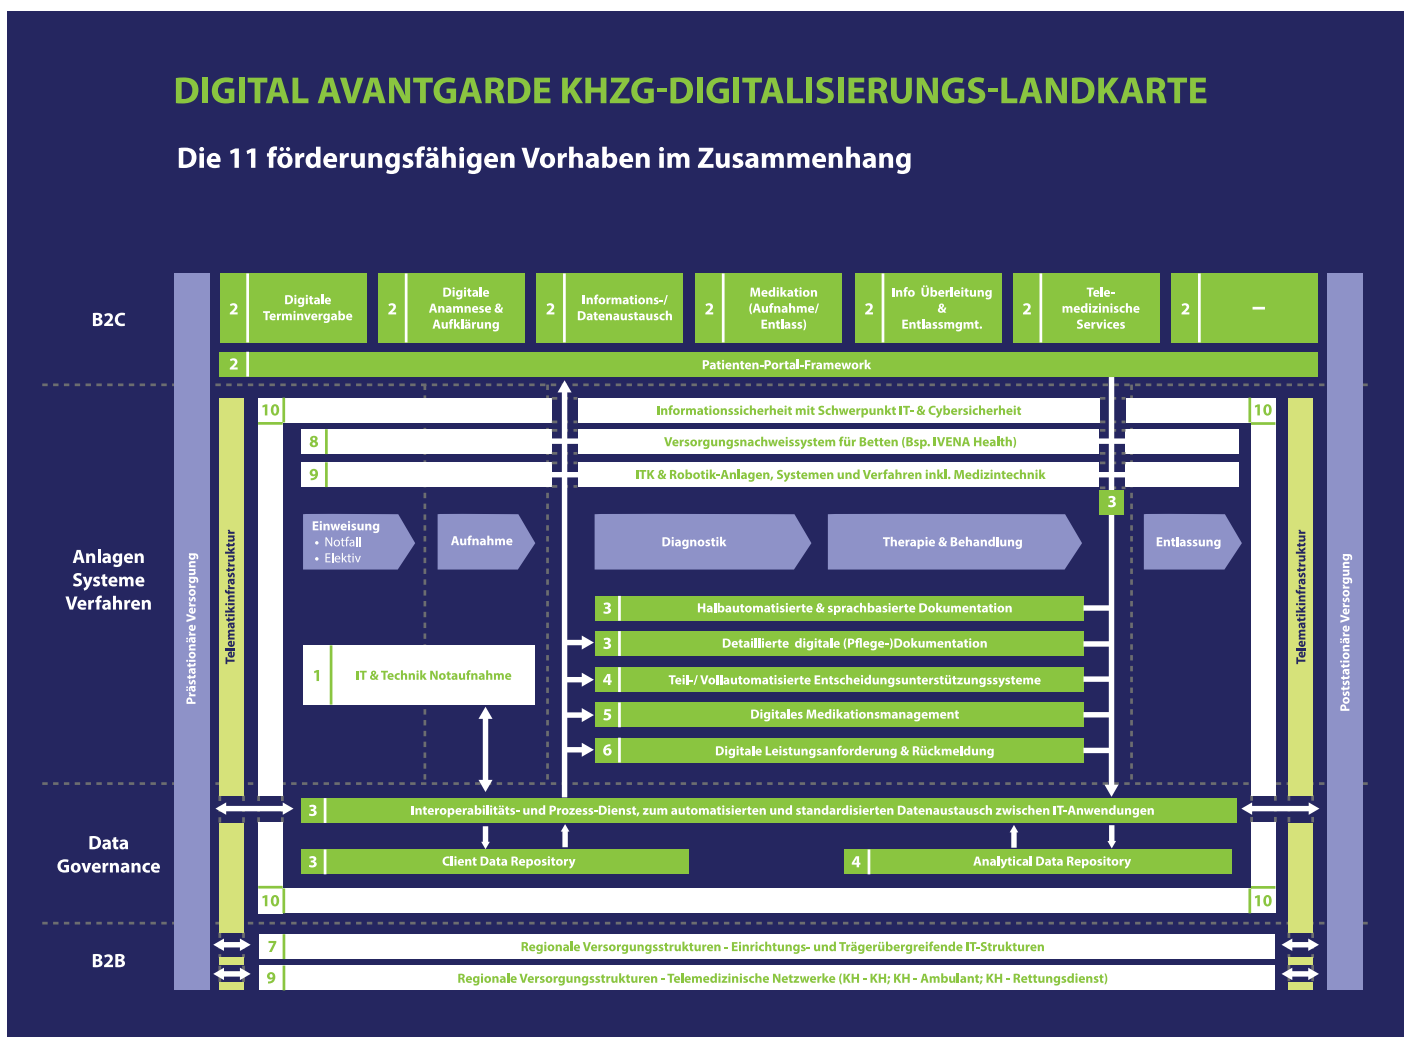 DIGITAL AVANTGARDE KHZG-DIGITALISIERUNGS-LANDKARTE
Die 11 förderungsfähigen Vorhaben im Zusammenhang
B2C
2
Digitale
Terminvergabe
2
Digitale
Anamnese &
Aufklärung
2
Informations-/
Datenaustausch
2
Medikation
(Aufnahme/
Entlass)
2
Info Überleitung
&
Entlassmgmt.
2
Tele-
medizinische
Services
2
–
2
Patienten-Portal-Framework
Anlagen
Systeme
Verfahren
Prästationäre Versorgung
Telematikinfrastruktur
10
Informationssicherheit mit Schwerpunkt IT- & Cybersicherheit
10
8
Versorgungsnachweissystem für Betten (Bsp. IVENA Health)
9
ITK & Robotik-Anlagen, Systemen und Verfahren inkl. Medizintechnik
3
Einweisung
• Notfall
• Elektiv
Aufnahme
Diagnostik
Therapie & Behandlung
Entlassung
3
Halbautomatisierte & sprachbasierte Dokumentation
3
Detaillierte digitale (Pflege-)Dokumentation
1
IT & Technik Notaufnahme
4
Teil-/ Vollautomatisierte Entscheidungsunterstützungssysteme
5
Digitales Medikationsmanagement
6
Digitale Leistungsanforderung & Rückmeldung
Telematikinfrastruktur
Poststationäre Versorgung
Data
Governance
3
Interoperabilitäts- und Prozess-Dienst, zum automatisierten und standardisierten Datenaustausch zwischen IT-Anwendungen
3
Client Data Repository
4
Analytical Data Repository
10
10
B2B
7
Regionale Versorgungsstrukturen - Einrichtungs- und Trägerübergreifende IT-Strukturen
9
Regionale Versorgungsstrukturen - Telemedizinische Netzwerke (KH - KH; KH - Ambulant; KH - Rettungsdienst)